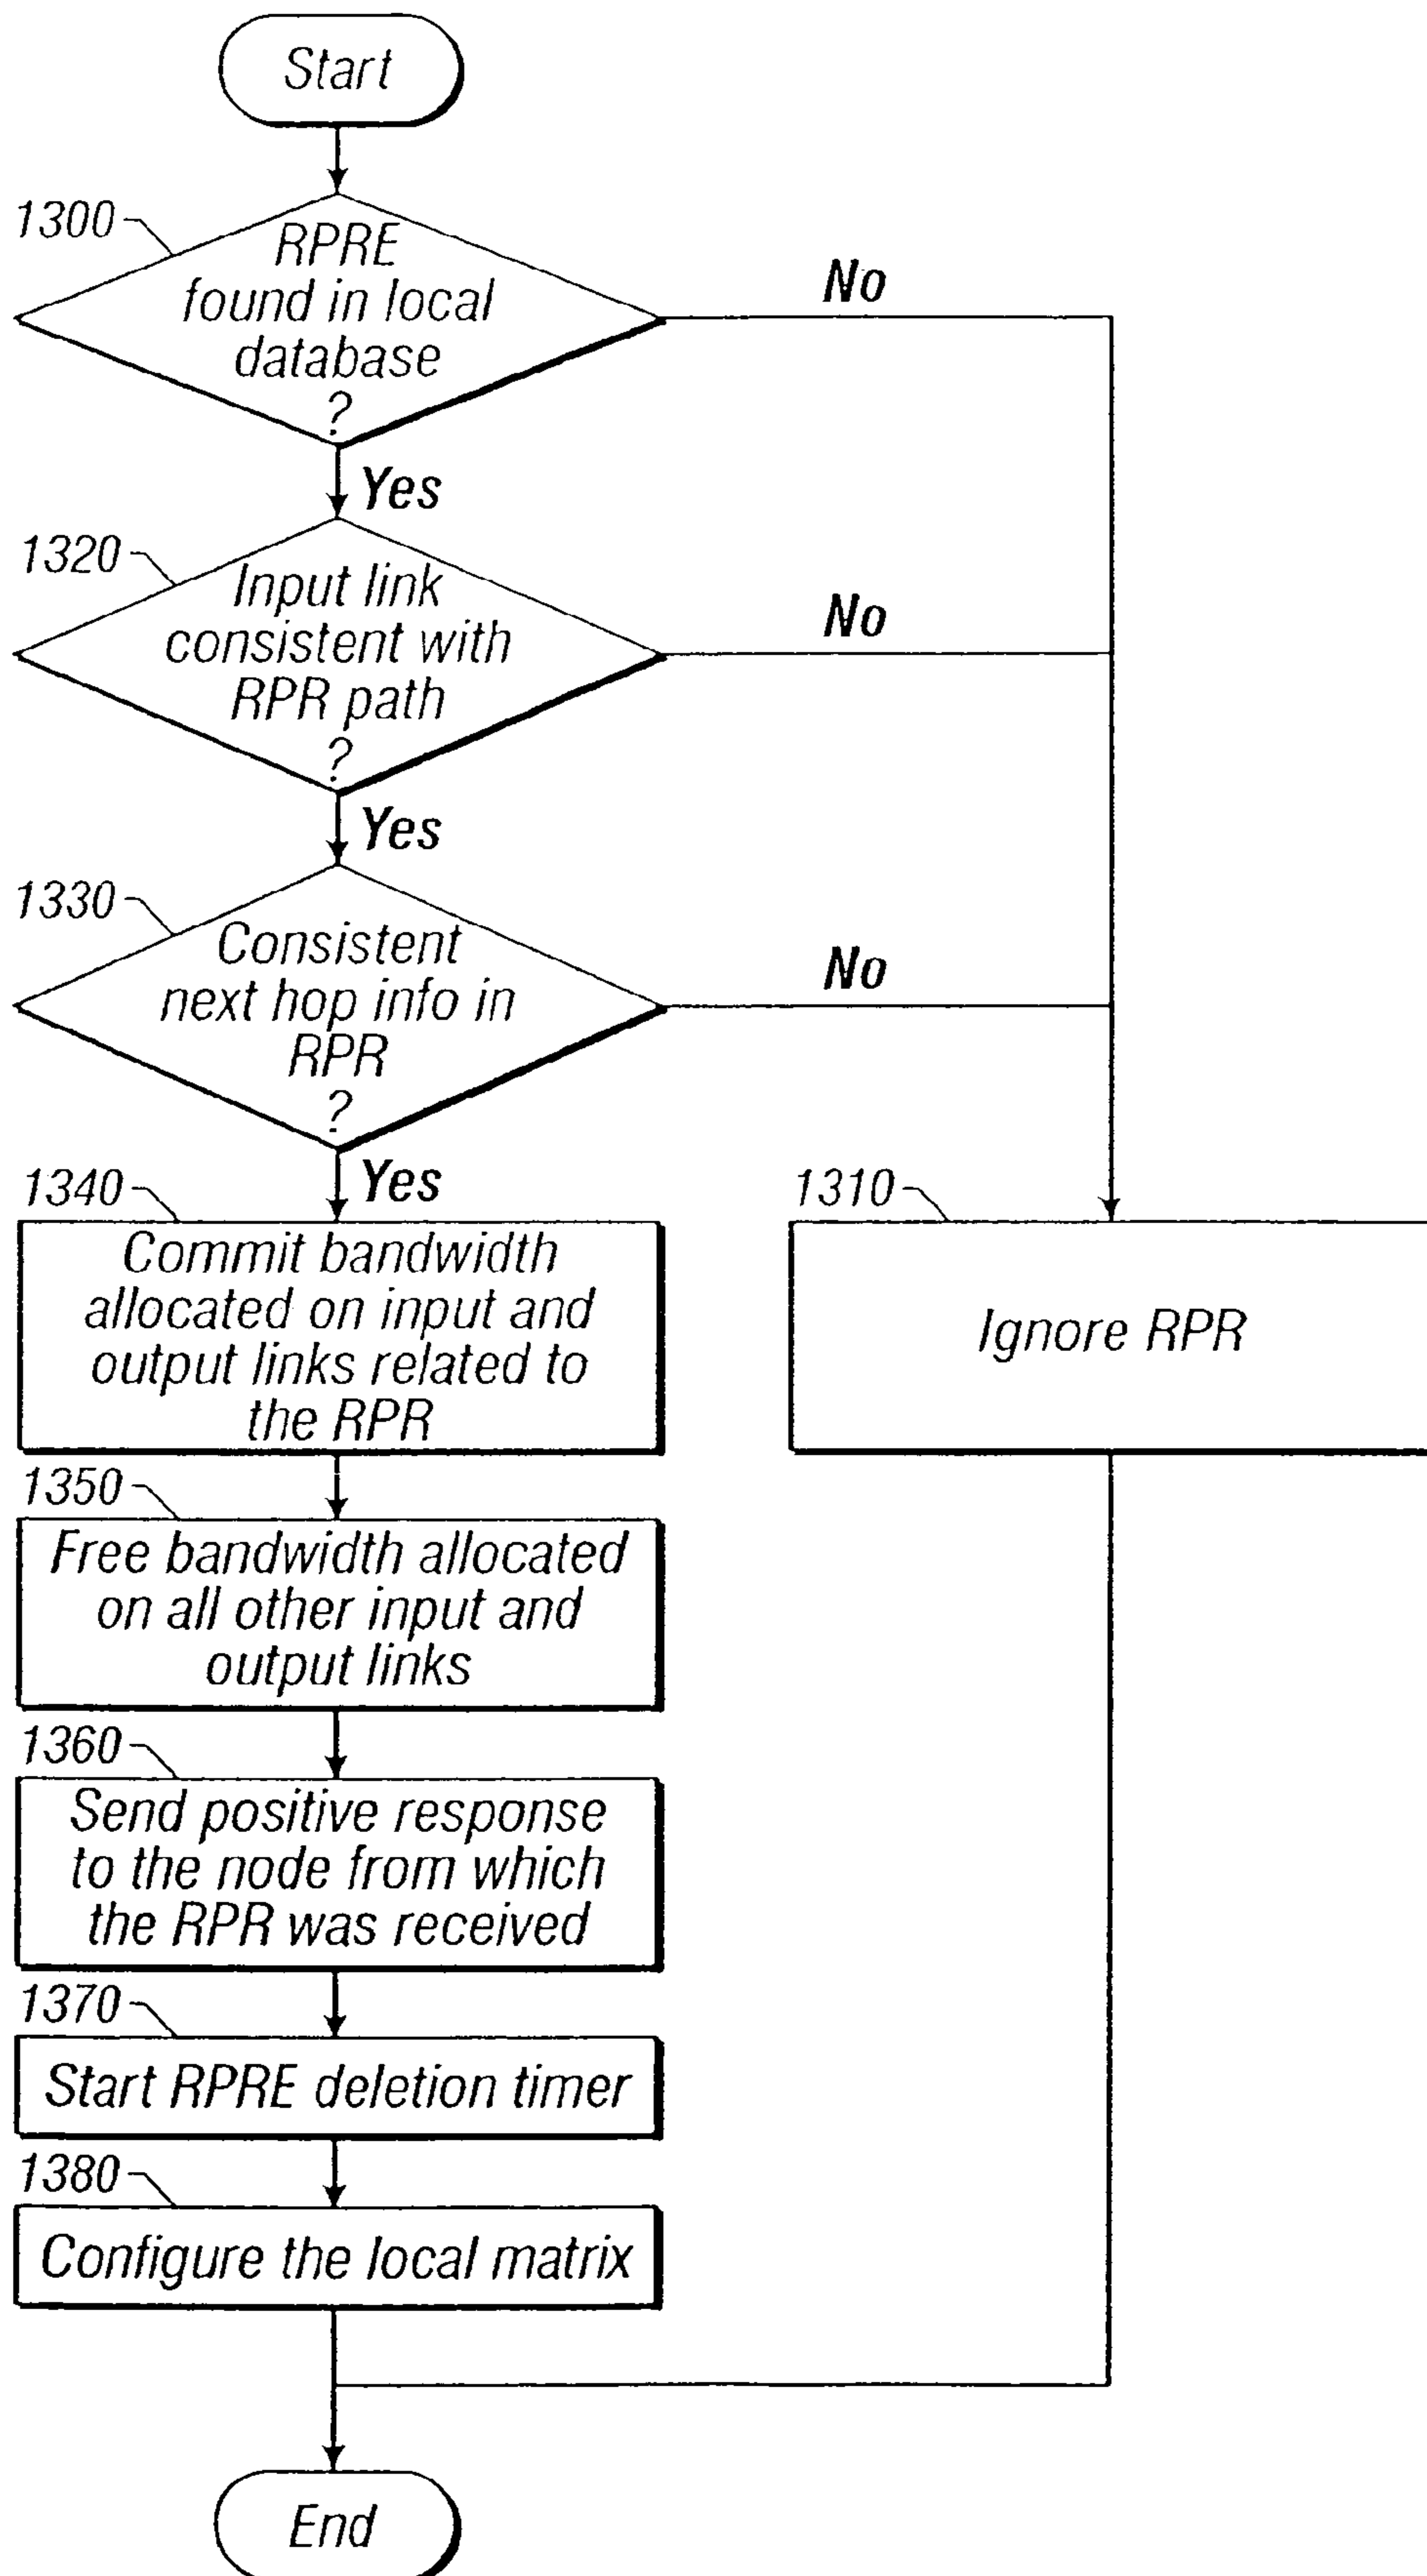 Start
1300
RPRE
found in local
database
?
No
Yes
1320
Input link
consistent with
RPR path
?
No
Yes
1330
Consistent
next hop info in
RPR
?
No
Yes
1340
Commit bandwidth
allocated on input and
output links related to
the RPR
1310
Ignore RPR
1350
Free bandwidth allocated
on all other input and
output links
1360
Send positive response
to the node from which
the RPR was received
1370
Start RPRE deletion timer
1380
Configure the local matrix
End